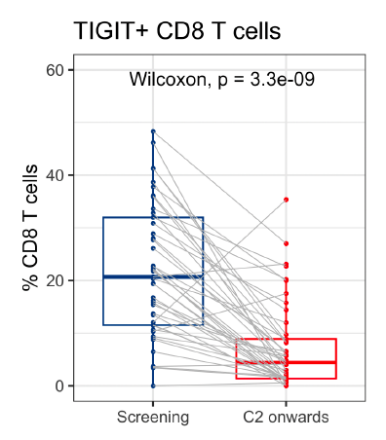 TIGIT+ CD8 T cells
Wilcoxon, p = 3.3e-09
% CD8 T cells
60
40
20
0
Screening
C2 onwards